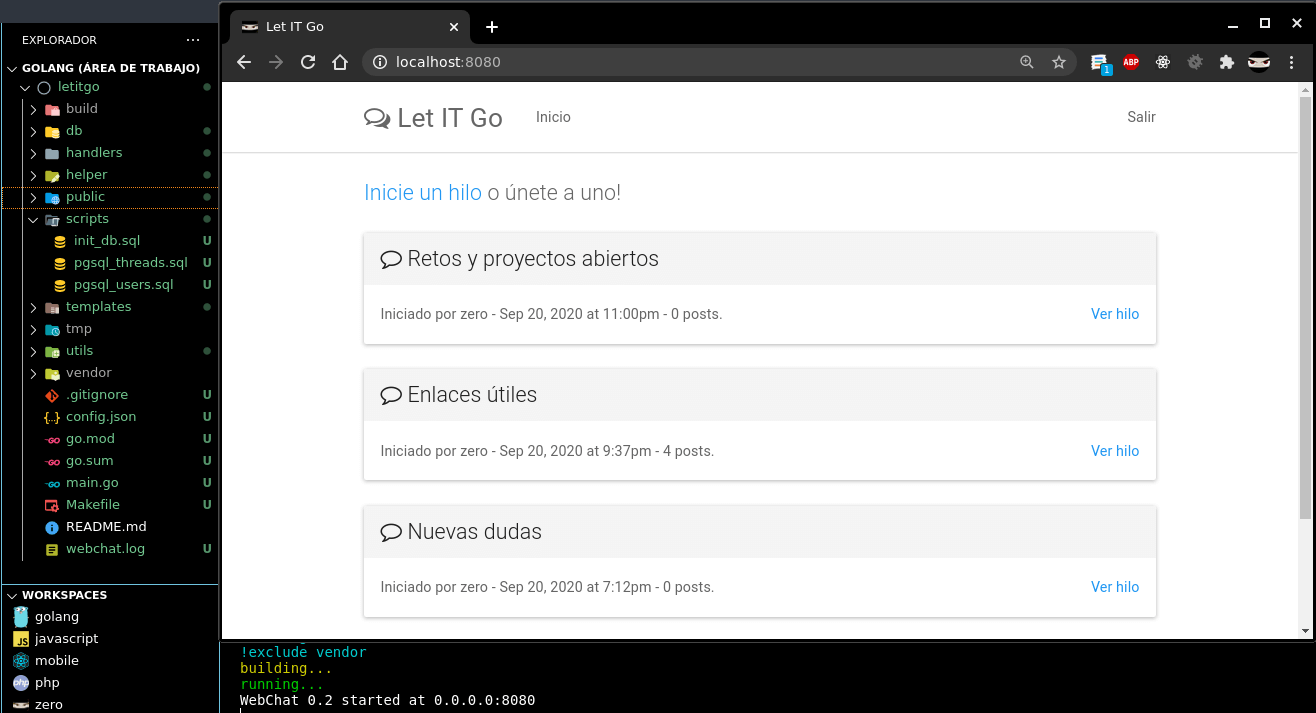 EXPLORADOR
GOLANG (ÁREA DE TRABAJO)
letitgo
build
db
handlers
helper
public
scripts
init_db.sql U
pgsql_threads.sql U
pgsql_users.sql U
templates
tmp
utils
vendor
.gitignore U
config.json U
go.mod U
go.sum U
main.go U
Makefile U
README.md
webchat.log U
WORKSPACES
golang
JS javascript
mobile
php php
zero
Let IT Go
localhost:8080
1
ABP
Let IT Go Inicio Salir
Inicie un hilo o únete a uno!
Retos y proyectos abiertos
Iniciado por zero - Sep 20, 2020 at 11:00pm - 0 posts. Ver hilo
Enlaces útiles
Iniciado por zero - Sep 20, 2020 at 9:37pm - 4 posts. Ver hilo
Nuevas dudas
Iniciado por zero - Sep 20, 2020 at 7:12pm - 0 posts. Ver hilo
!exclude vendor
building...
running...
WebChat 0.2 started at 0.0.0.0:8080